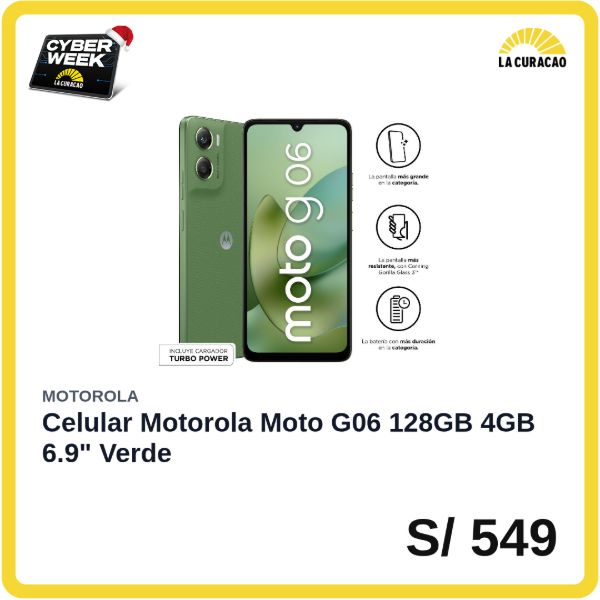 CYBER
WEEK
LA CURACAO
LA CURACAO
moto g06
La pantalla más grande
en la categoría.
La pantalla más
resistente, con Corning
Gorilla Glass 3™
La batería con más duración
en la categoría.
INCLUYE CARGADOR
TURBO POWER
MOTOROLA
Celular Motorola Moto G06 128GB 4GB
6.9" Verde
S/ 549